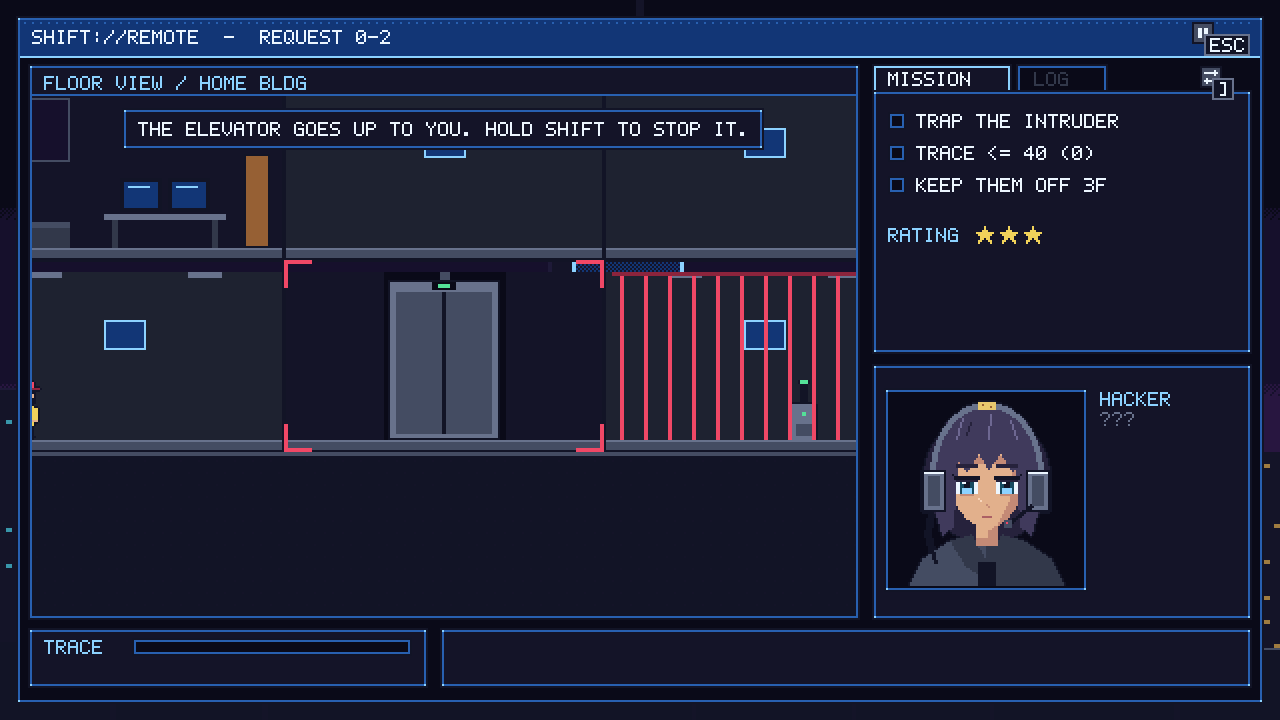 SHIFT://REMOTE - REQUEST 0-2
ESC
FLOOR VIEW / HOME BLDG
THE ELEVATOR GOES UP TO YOU. HOLD SHIFT TO STOP IT.
MISSION
LOG
]
TRAP THE INTRUDER
TRACE <= 40 (0)
KEEP THEM OFF 3F
RATING ★★★
HACKER
???
TRACE